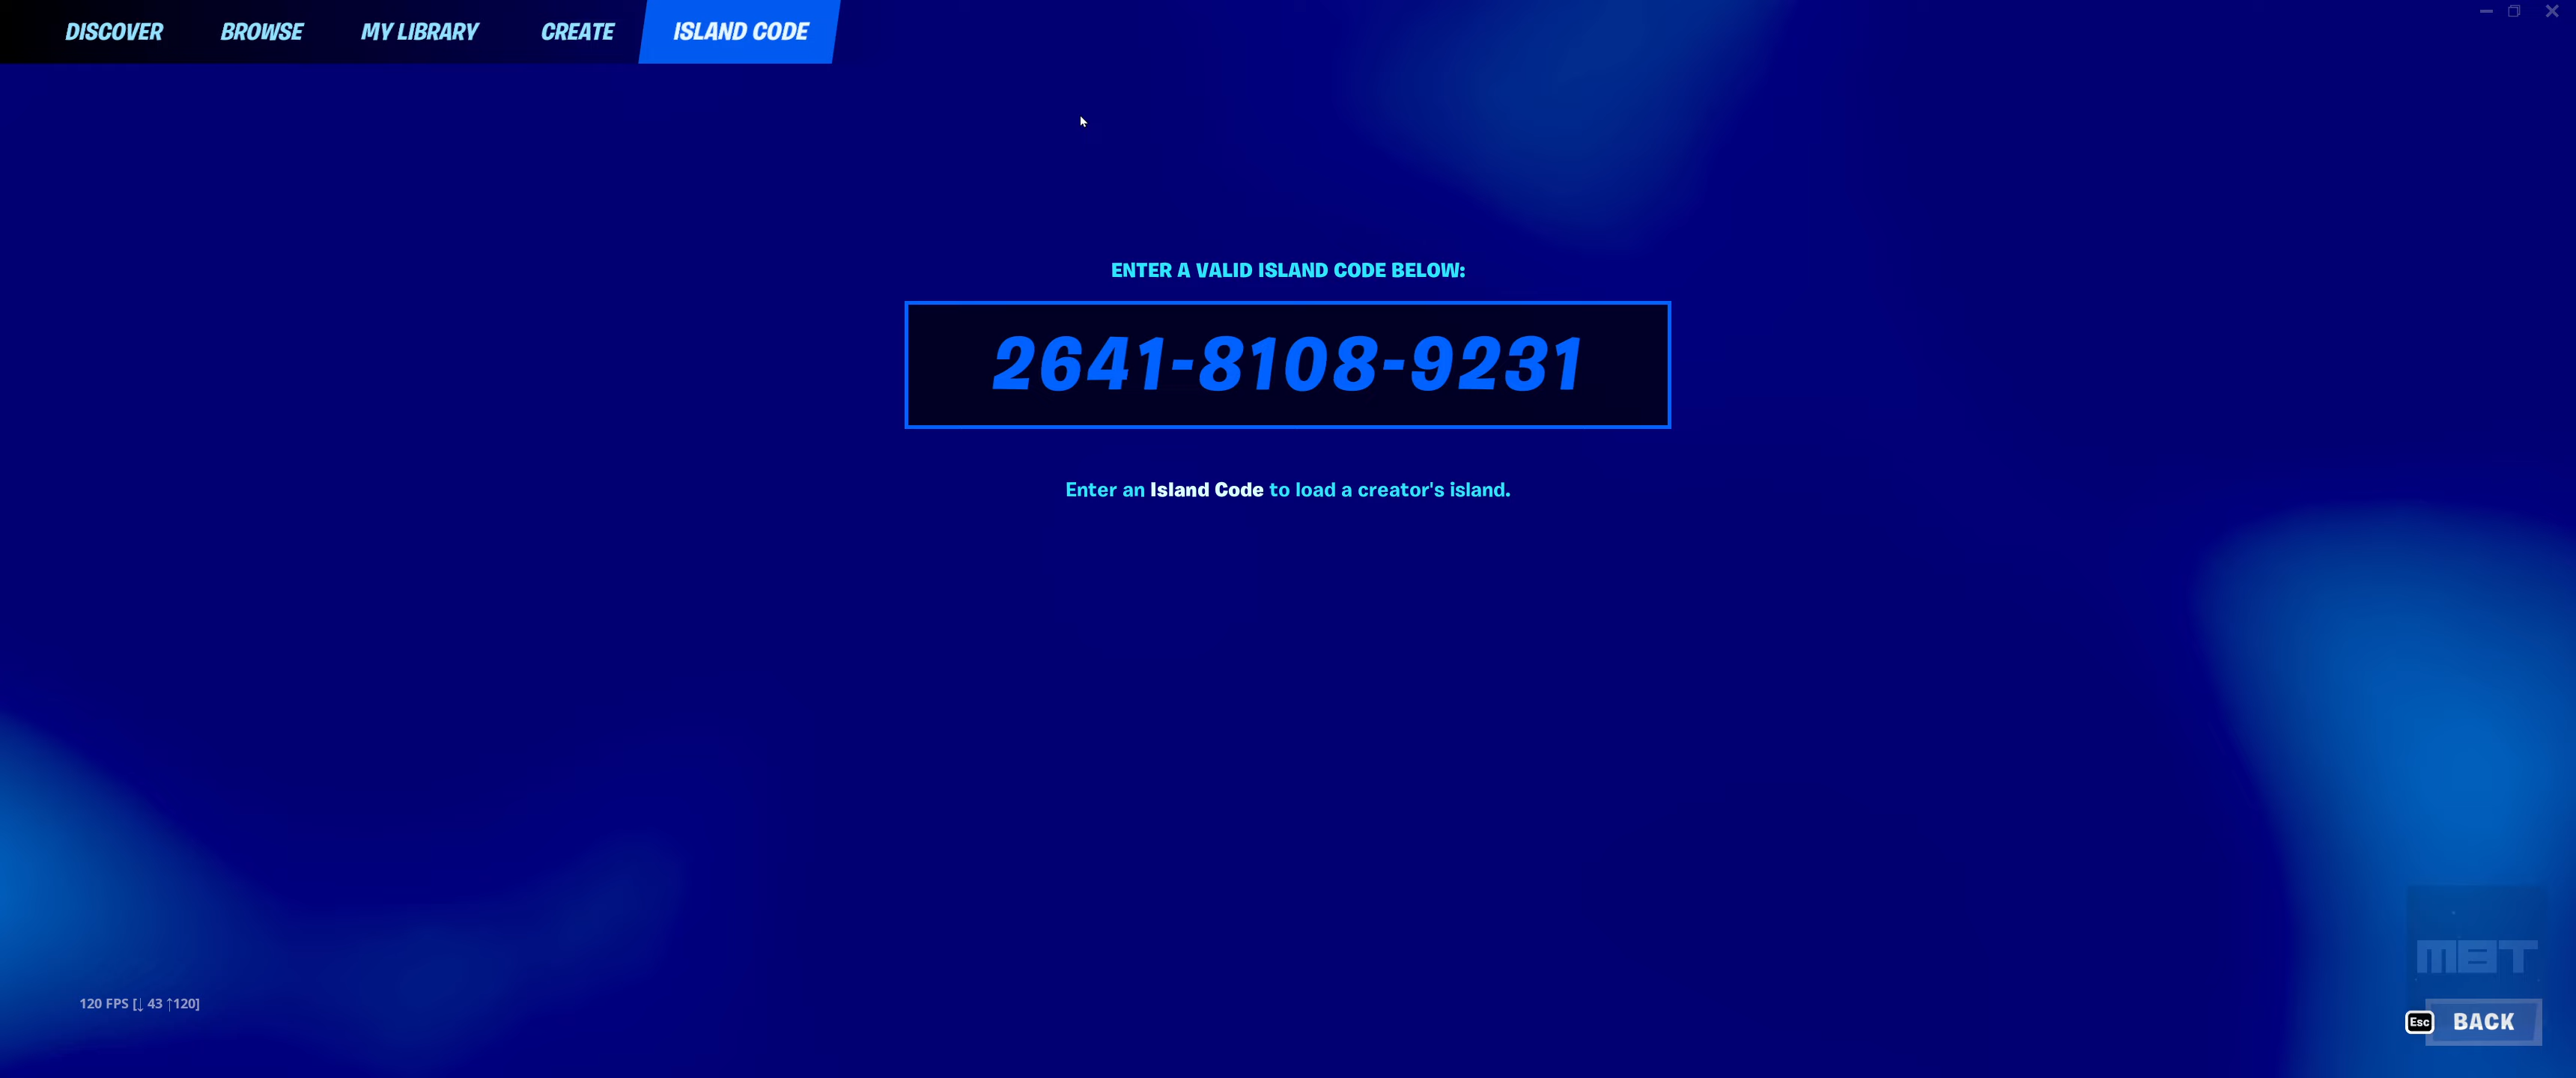 DISCOVER BROWSE MY LIBRARY CREATE ISLAND CODE
ENTER A VALID ISLAND CODE BELOW:
2641-8108-9231
Enter an Island Code to load a creator's island.
MBT
120 FPS [↓ 43 ↑120]
Esc BACK